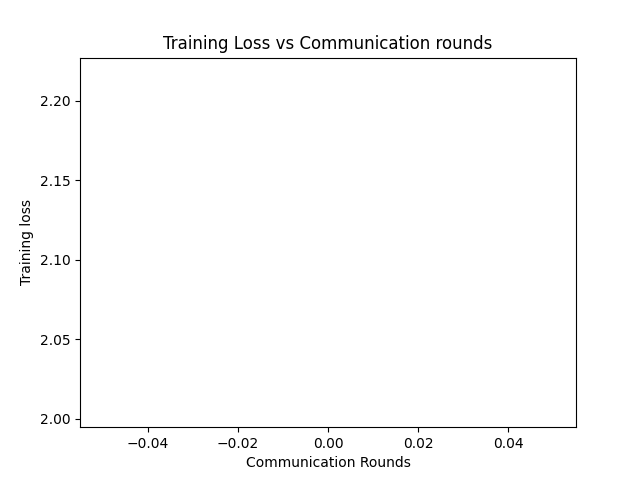 Training Loss vs Communication rounds
2.20
2.15
2.10
2.05
2.00
Training loss
−0.04 −0.02 0.00 0.02 0.04
Communication Rounds